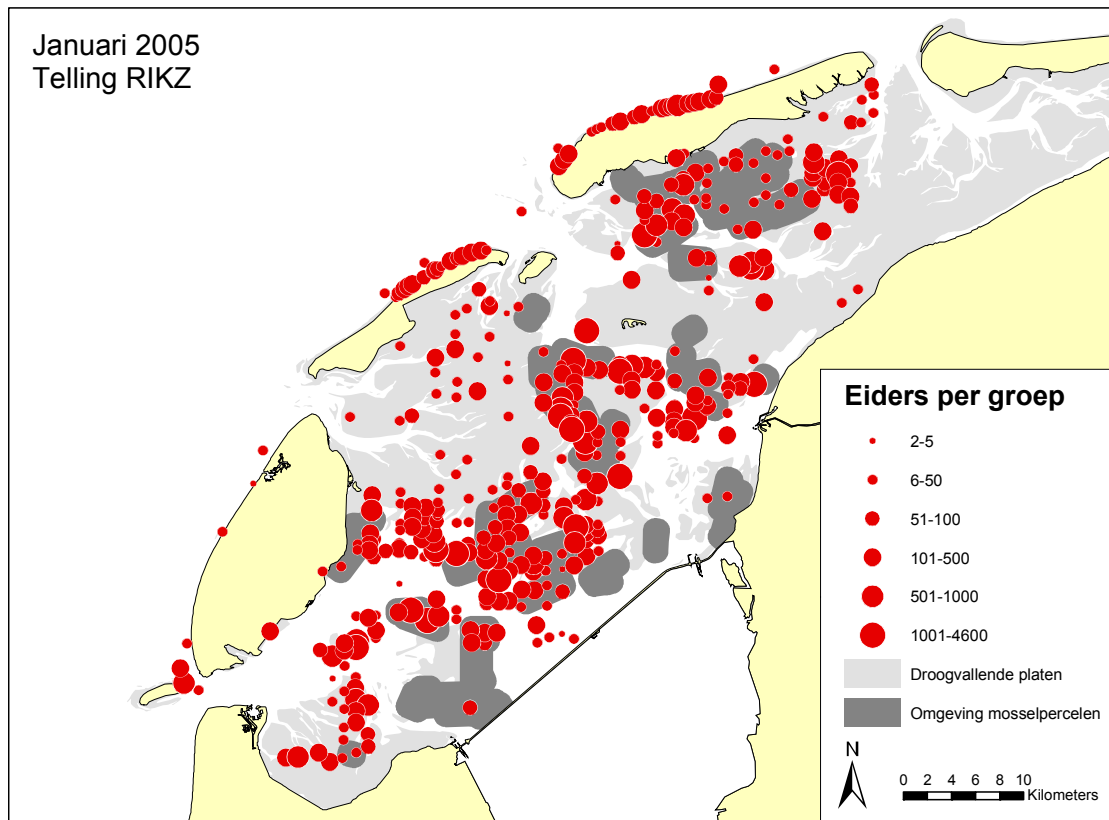 Januari 2005
Telling RIKZ
Eiders per groep
2-5
6-50
51-100
101-500
501-1000
1001-4600
Droogvallende platen
Omgeving mosselpercelen
N
0 2 4 6 8 10
Kilometers